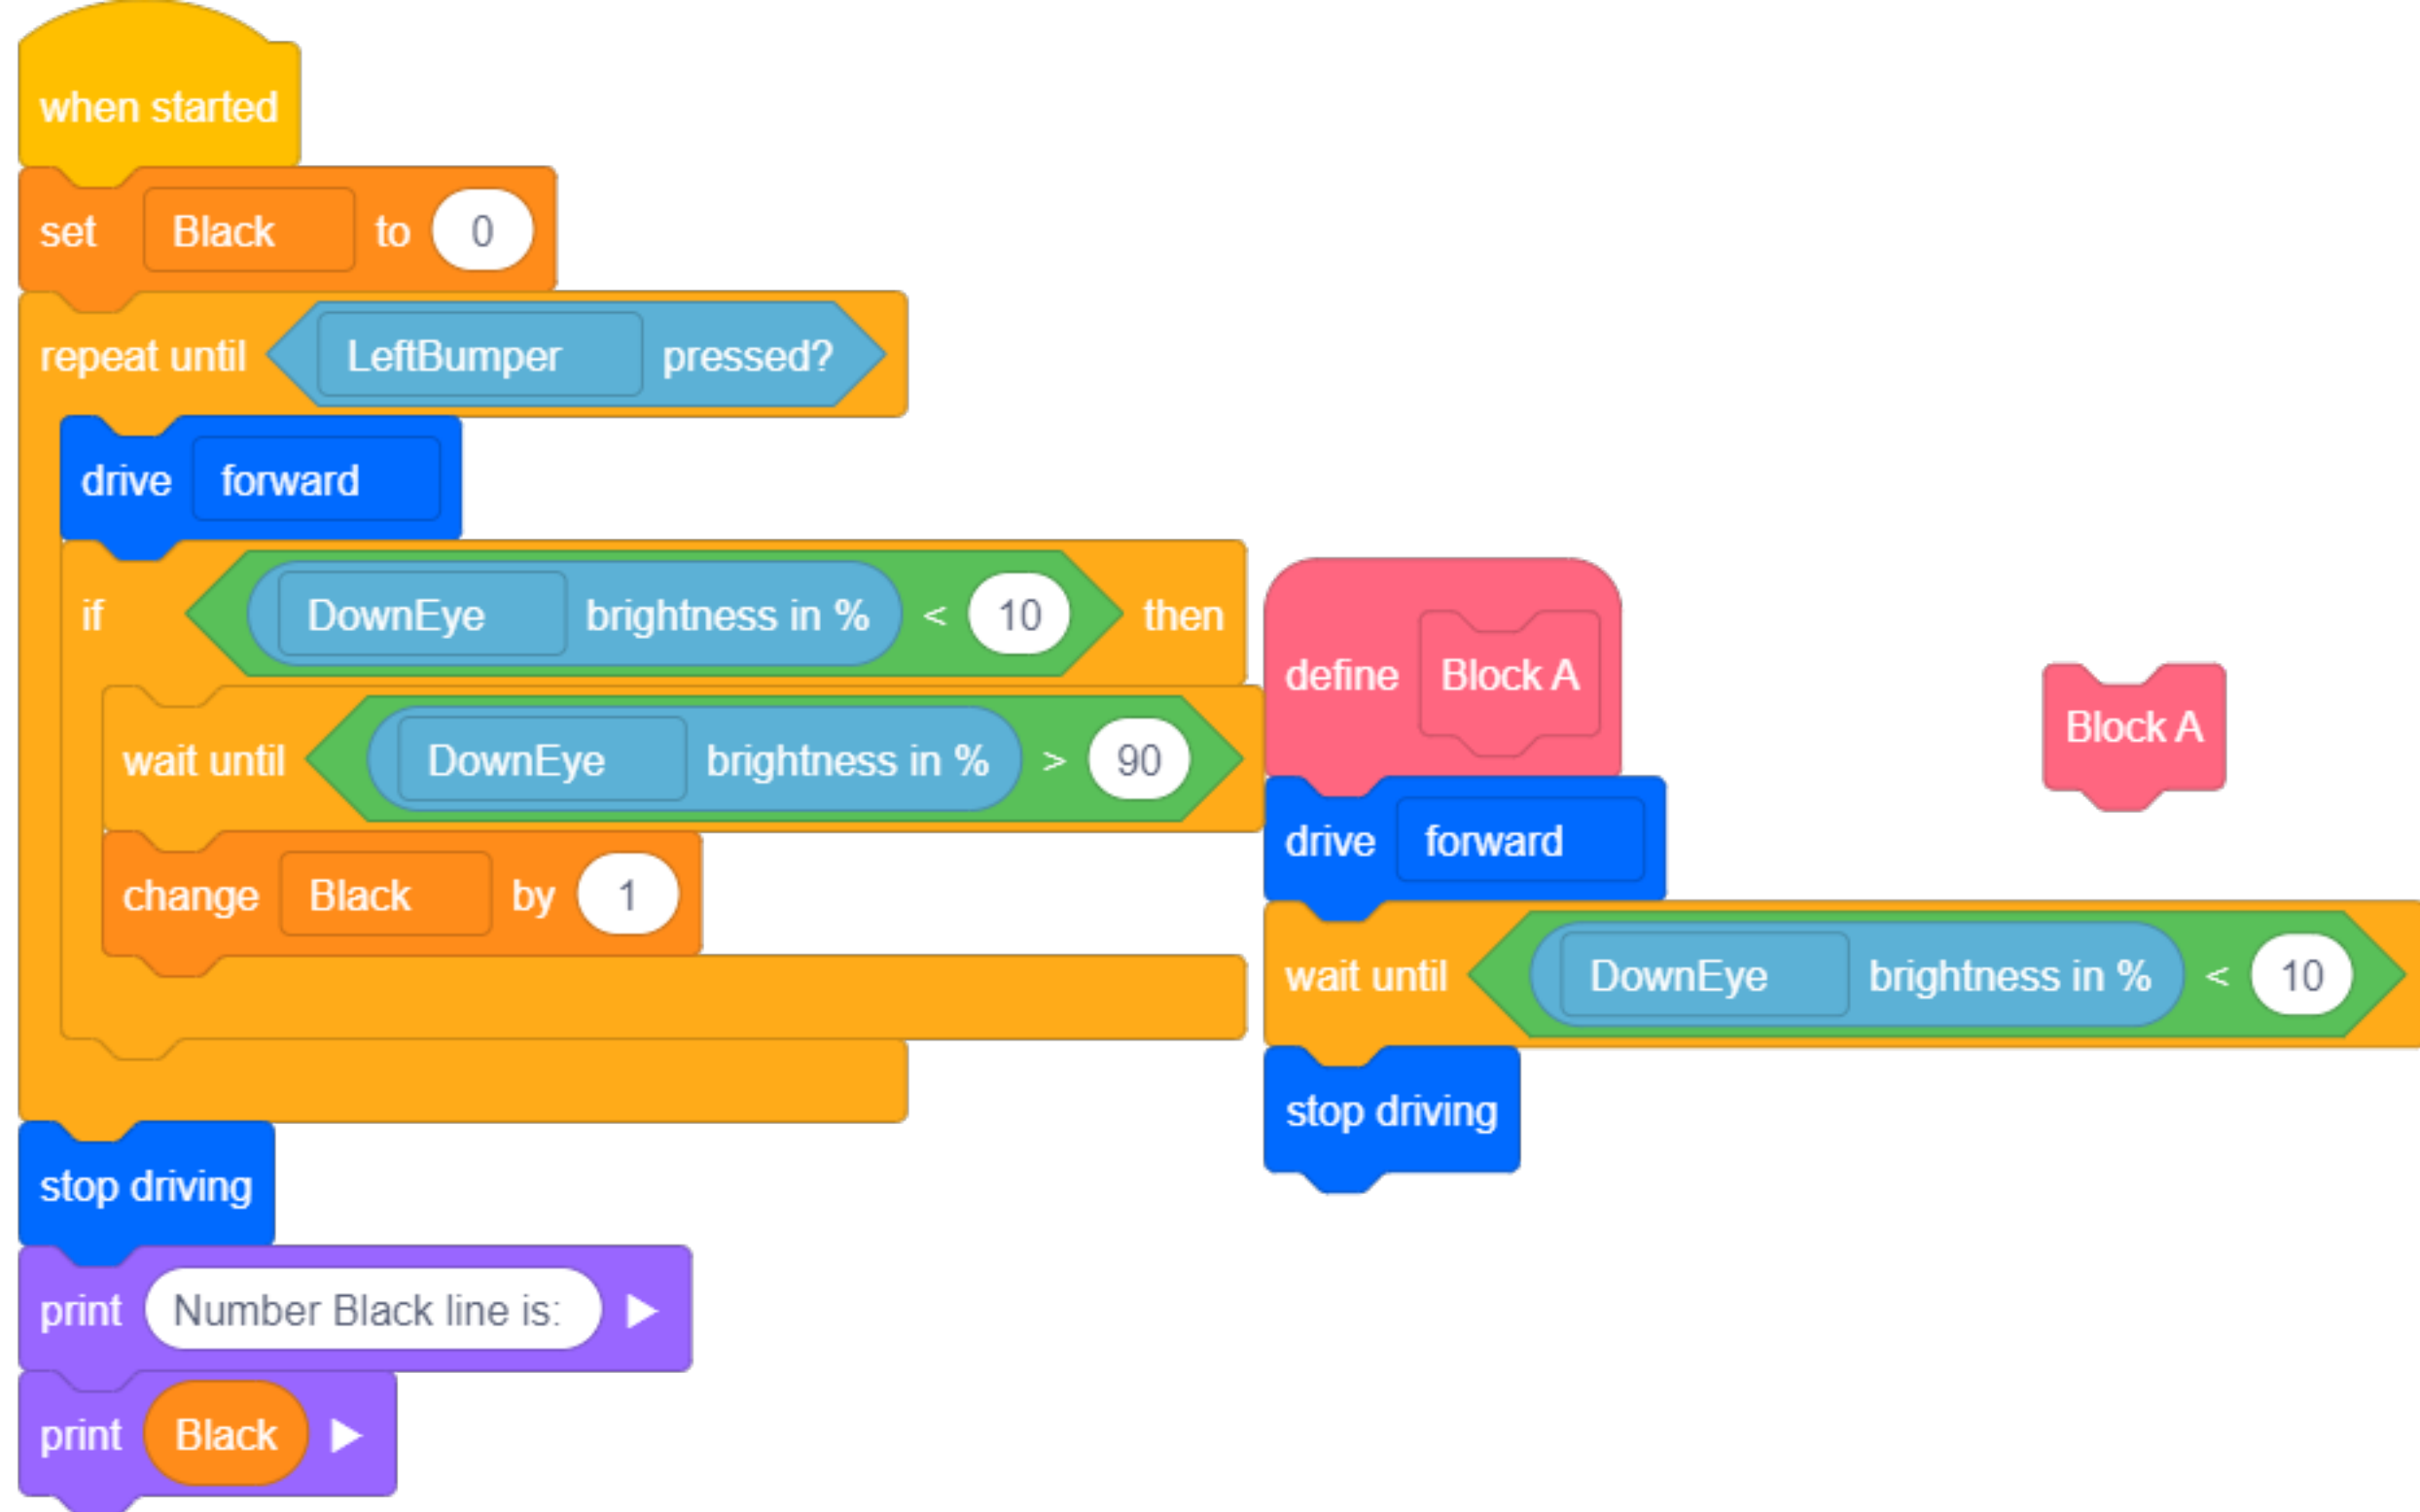 when started
set Black to 0
repeat until LeftBumper pressed?
drive forward
if DownEye brightness in % < 10 then
wait until DownEye brightness in % > 90
change Black by 1
stop driving
print Number Black line is:
print Black
define Block A
drive forward
wait until DownEye brightness in % < 10
stop driving
Block A